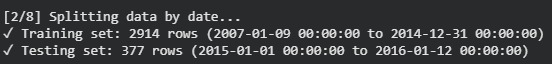 [2/8] Splitting data by date...
✓ Training set: 2914 rows (2007-01-09 00:00:00 to 2014-12-31 00:00:00)
✓ Testing set: 377 rows (2015-01-01 00:00:00 to 2016-01-12 00:00:00)